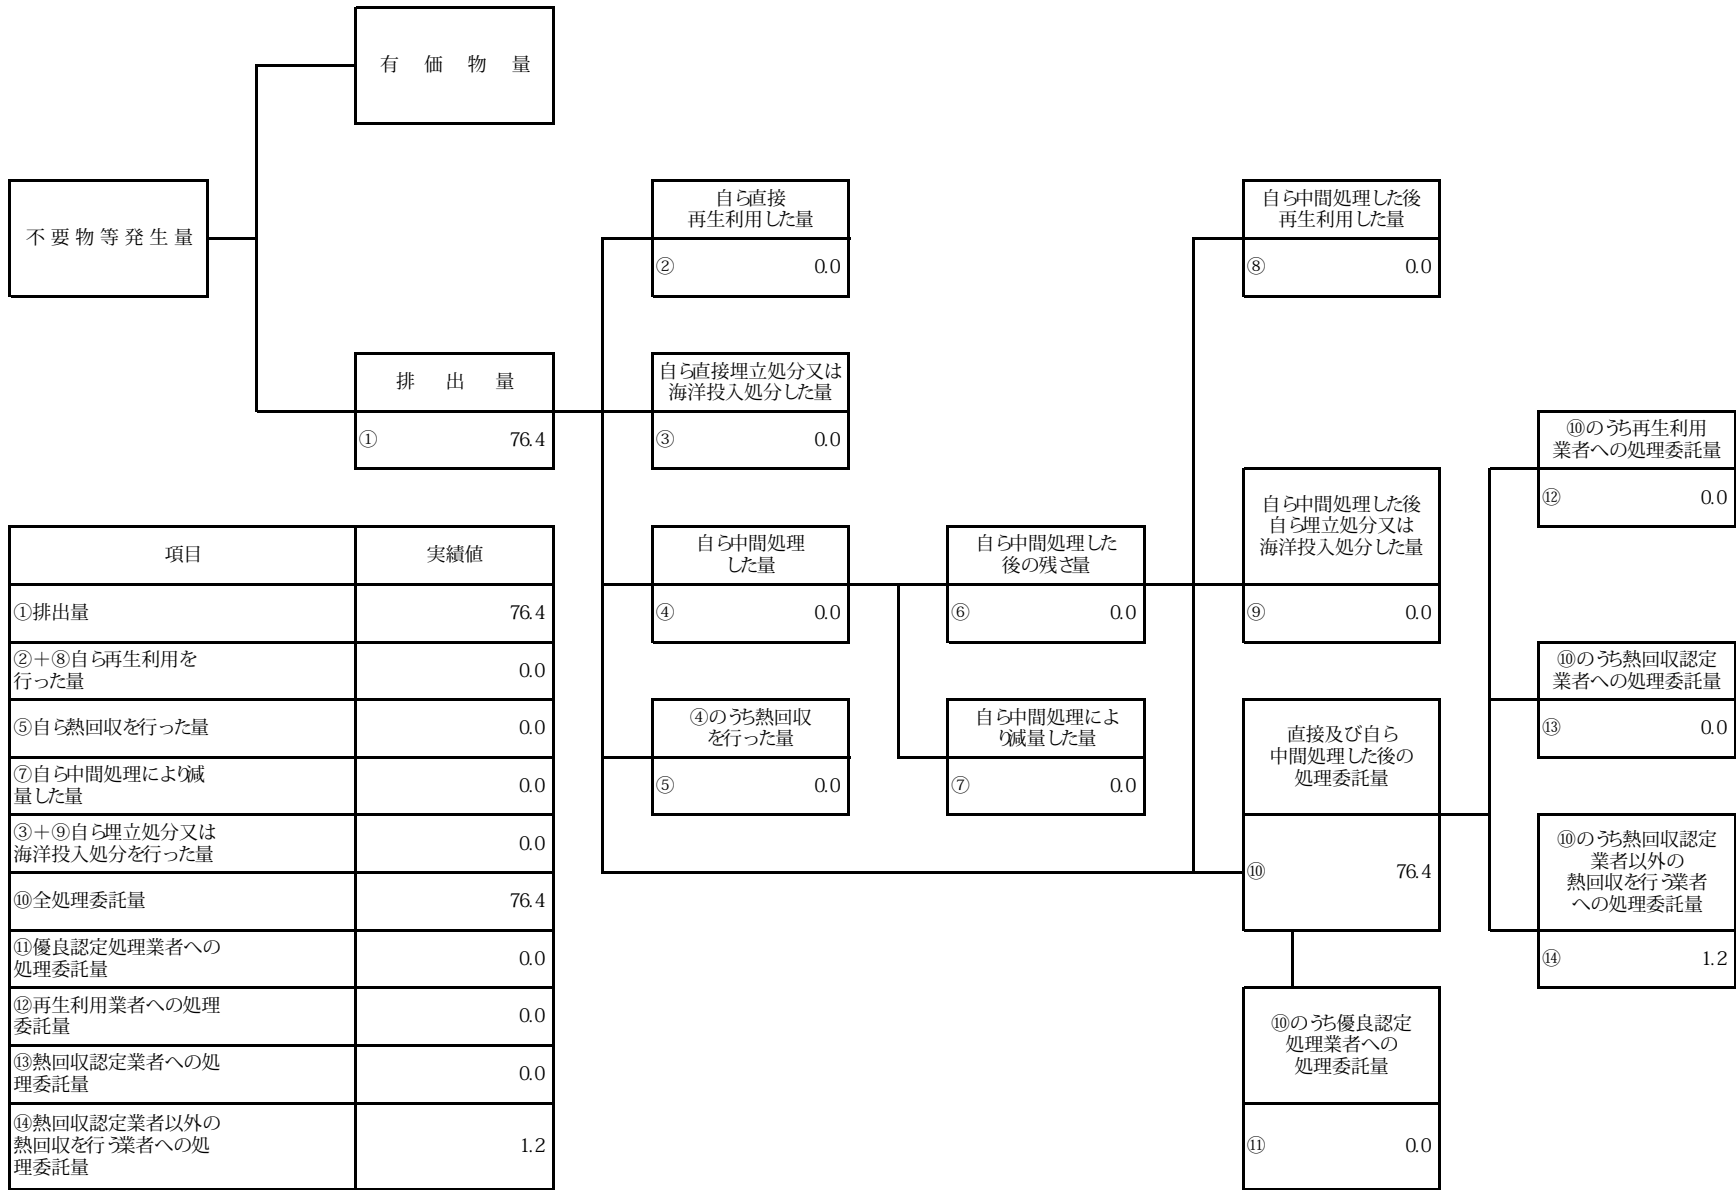 有価物量
不要物等発生量
自ら直接
再生利用した量
② 0.0
自ら中間処理した後
再生利用した量
⑧ 0.0
排出量
① 76.4
自ら直接埋立処分又は
海洋投入処分した量
③ 0.0
⑩のうち再生利用
業者への処理委託量
⑫ 0.0
自ら中間処理した後
自ら埋立処分又は
海洋投入処分した量
⑨ 0.0
自ら中間処理
した量
④ 0.0
自ら中間処理した
後の残さ量
⑥ 0.0
⑩のうち熱回収認定
業者への処理委託量
⑬ 0.0
④のうち熱回収
を行った量
⑤ 0.0
自ら中間処理によ
り減量した量
⑦ 0.0
直接及び自ら
中間処理した後の
処理委託量
⑩ 76.4
⑩のうち熱回収認定
業者以外の
熱回収を行う業者
への処理委託量
⑭ 1.2
⑩のうち優良認定
処理業者への
処理委託量
⑪ 0.0
項目 実績値
①排出量 76.4
②＋⑧自ら再生利用を
行った量 0.0
⑤自ら熱回収を行った量 0.0
⑦自ら中間処理により減
量した量 0.0
③＋⑨自ら埋立処分又は
海洋投入処分を行った量 0.0
⑩全処理委託量 76.4
⑪優良認定処理業者への
処理委託量 0.0
⑫再生利用業者への処理
委託量 0.0
⑬熱回収認定業者への処
理委託量 0.0
⑭熱回収認定業者以外の
熱回収を行う業者への処
理委託量 1.2